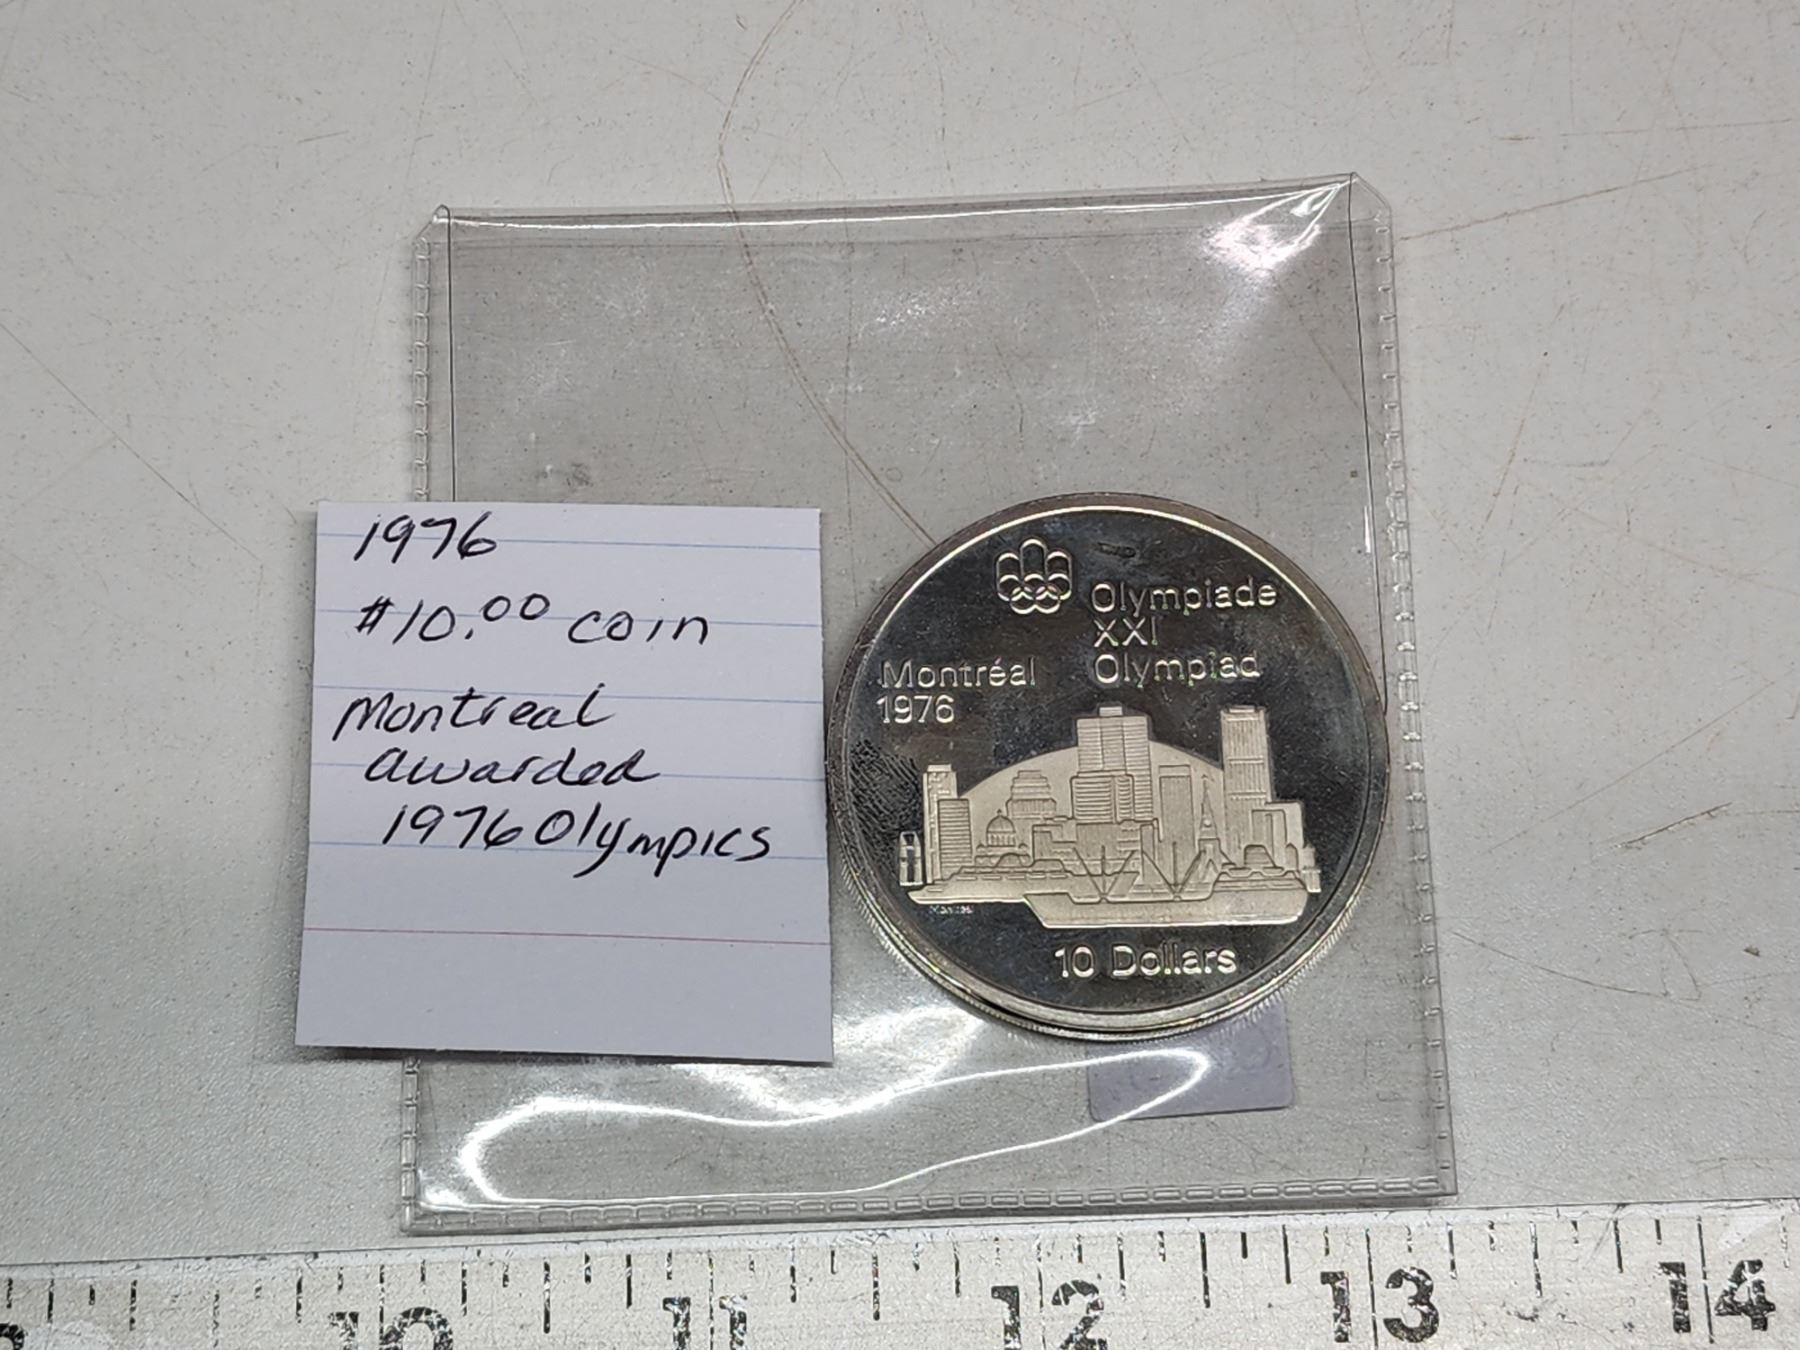 1976
#10.00 coin
Montreal
awarded
1976 Olympics
Olympiade
XXI
Olympiad
Montréal
1976
10 Dollars
10
11
12
13
14